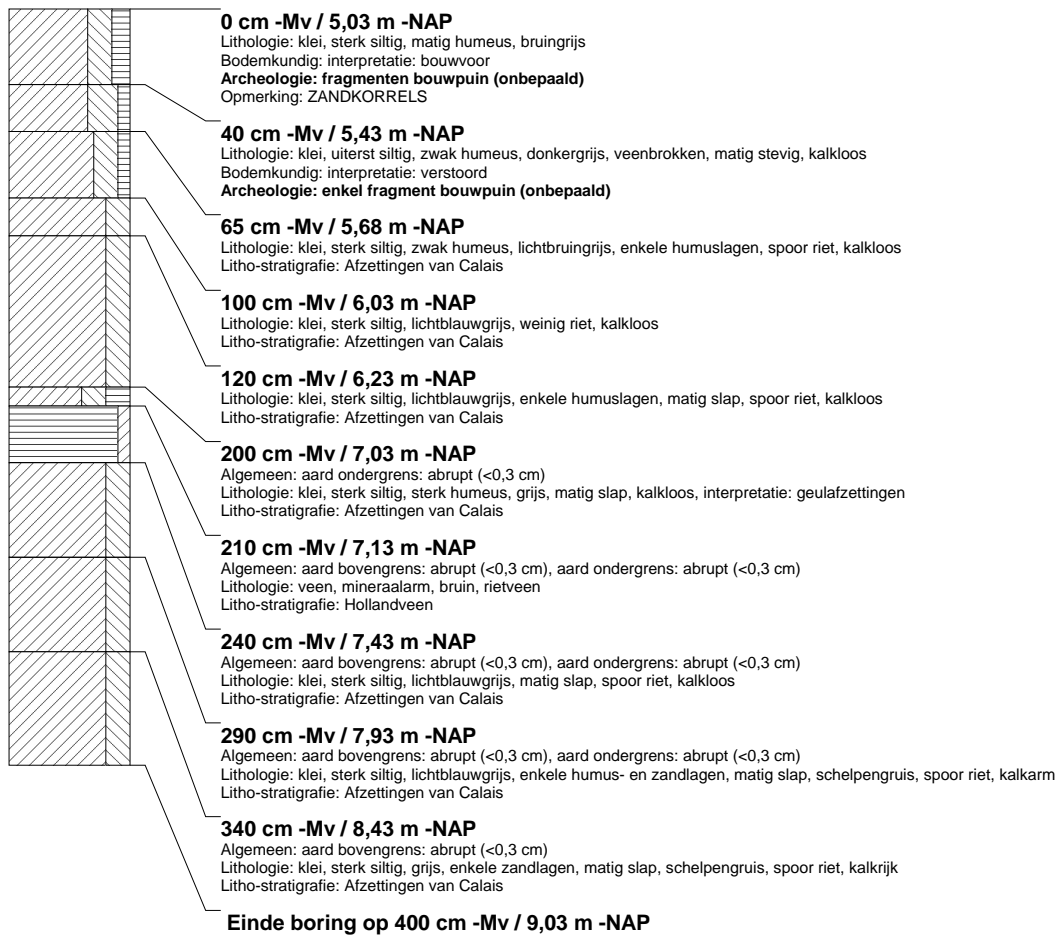 0 cm -Mv / 5,03 m -NAP
Lithologie: klei, sterk siltig, matig humeus, bruingrijs
Bodemkundig: interpretatie: bouwvoor
Archeologie: fragmenten bouwpuin (onbepaald)
Opmerking: ZANDKORRELS
40 cm -Mv / 5,43 m -NAP
Lithologie: klei, uiterst siltig, zwak humeus, donkergrijs, veenbrokken, matig stevig, kalkloos
Bodemkundig: interpretatie: verstoord
Archeologie: enkel fragment bouwpuin (onbepaald)
65 cm -Mv / 5,68 m -NAP
Lithologie: klei, sterk siltig, zwak humeus, lichtbruingrijs, enkele humuslagen, spoor riet, kalkloos
Litho-stratigrafie: Afzettingen van Calais
100 cm -Mv / 6,03 m -NAP
Lithologie: klei, sterk siltig, lichtblauwgrijs, weinig riet, kalkloos
Litho-stratigrafie: Afzettingen van Calais
120 cm -Mv / 6,23 m -NAP
Lithologie: klei, sterk siltig, lichtblauwgrijs, enkele humuslagen, matig slap, spoor riet, kalkloos
Litho-stratigrafie: Afzettingen van Calais
200 cm -Mv / 7,03 m -NAP
Algemeen: aard ondergrens: abrupt (<0,3 cm)
Lithologie: klei, sterk siltig, sterk humeus, grijs, matig slap, kalkloos, interpretatie: geulafzettingen
Litho-stratigrafie: Afzettingen van Calais
210 cm -Mv / 7,13 m -NAP
Algemeen: aard bovengrens: abrupt (<0,3 cm), aard ondergrens: abrupt (<0,3 cm)
Lithologie: veen, mineraalarm, bruin, rietveen
Litho-stratigrafie: Hollandveen
240 cm -Mv / 7,43 m -NAP
Algemeen: aard bovengrens: abrupt (<0,3 cm), aard ondergrens: abrupt (<0,3 cm)
Lithologie: klei, sterk siltig, lichtblauwgrijs, matig slap, spoor riet, kalkloos
Litho-stratigrafie: Afzettingen van Calais
290 cm -Mv / 7,93 m -NAP
Algemeen: aard bovengrens: abrupt (<0,3 cm), aard ondergrens: abrupt (<0,3 cm)
Lithologie: klei, sterk siltig, lichtblauwgrijs, enkele humus- en zandlagen, matig slap, schelpengruis, spoor riet, kalkarm
Litho-stratigrafie: Afzettingen van Calais
340 cm -Mv / 8,43 m -NAP
Algemeen: aard bovengrens: abrupt (<0,3 cm)
Lithologie: klei, sterk siltig, grijs, enkele zandlagen, matig slap, schelpengruis, spoor riet, kalkrijk
Litho-stratigrafie: Afzettingen van Calais
Einde boring op 400 cm -Mv / 9,03 m -NAP